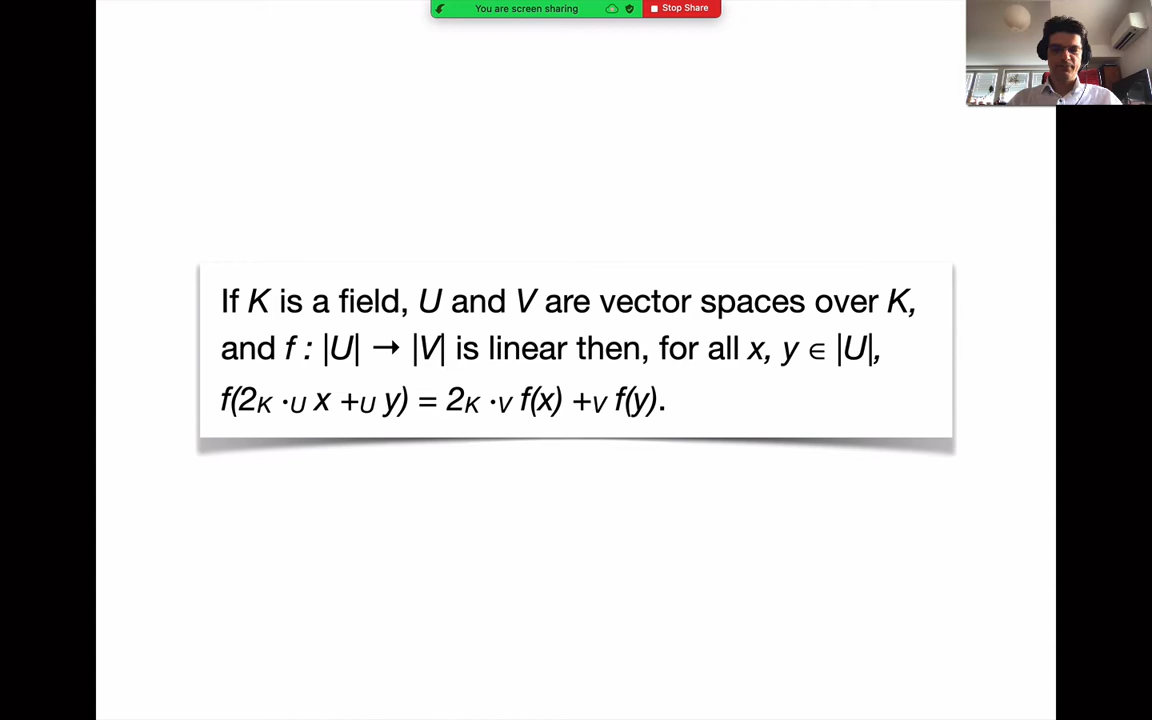 You are screen sharing
Stop Share
If K is a field, U and V are vector spaces over K,
and f : |U| → |V| is linear then, for all x, y ∈ |U|,
f(2K ·U x +U y) = 2K ·V f(x) +V f(y).